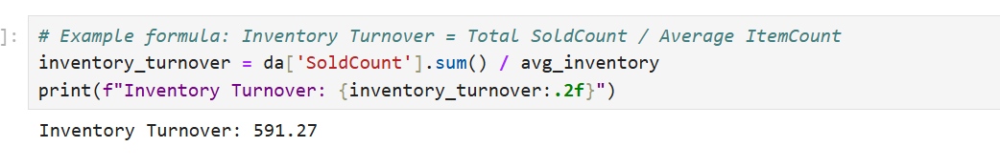 ]:
# Example formula: Inventory Turnover = Total SoldCount / Average ItemCount
inventory_turnover = da['SoldCount'].sum() / avg_inventory
print(f"Inventory Turnover: {inventory_turnover:.2f}")
Inventory Turnover: 591.27